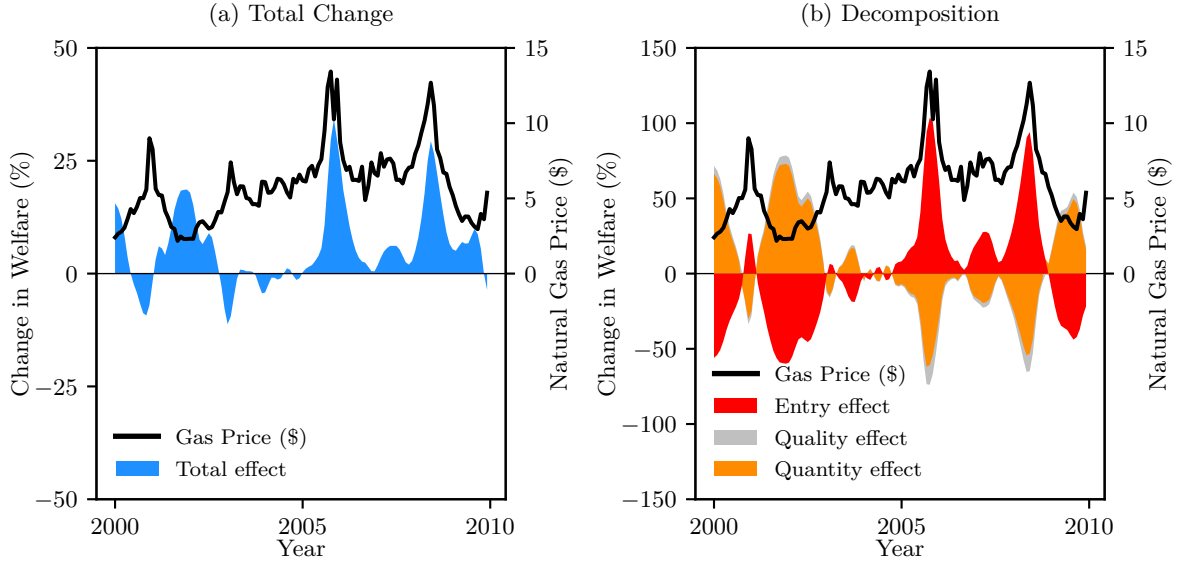 (a) Total Change
50
25
0
−25
−50
15
10
5
0
Change in Welfare (%)
Natural Gas Price ($)
Gas Price ($)
Total effect
2000
2005
2010
Year
(b) Decomposition
150
100
50
0
−50
−100
−150
15
10
5
0
Change in Welfare (%)
Natural Gas Price ($)
Gas Price ($)
Entry effect
Quality effect
Quantity effect
2000
2005
2010
Year